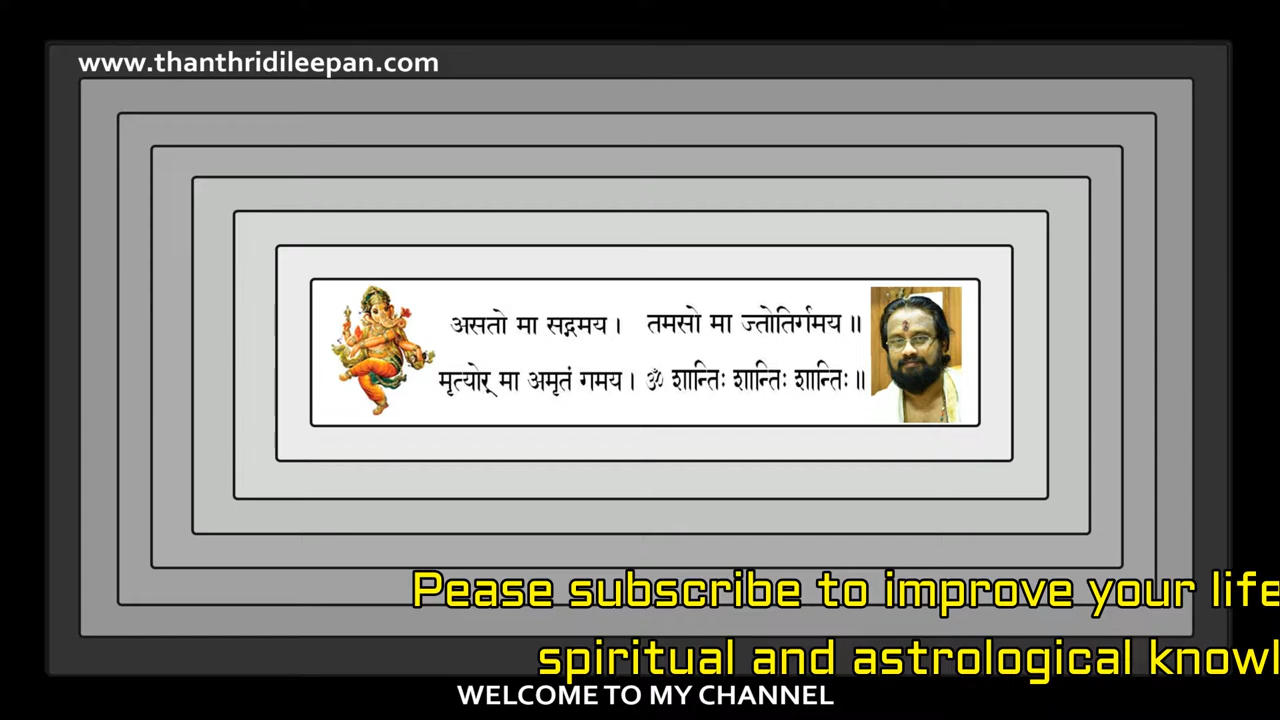 www.thanthridileepan.com
असतो मा सद्गमय। तमसो मा ज्तोतिर्गमय॥
मृत्योर् मा अमृतं गमय। ॐ शान्तिः शान्तिः शान्तिः॥
Pease subscribe to improve your life
spiritual and astrological knowl
WELCOME TO MY CHANNEL